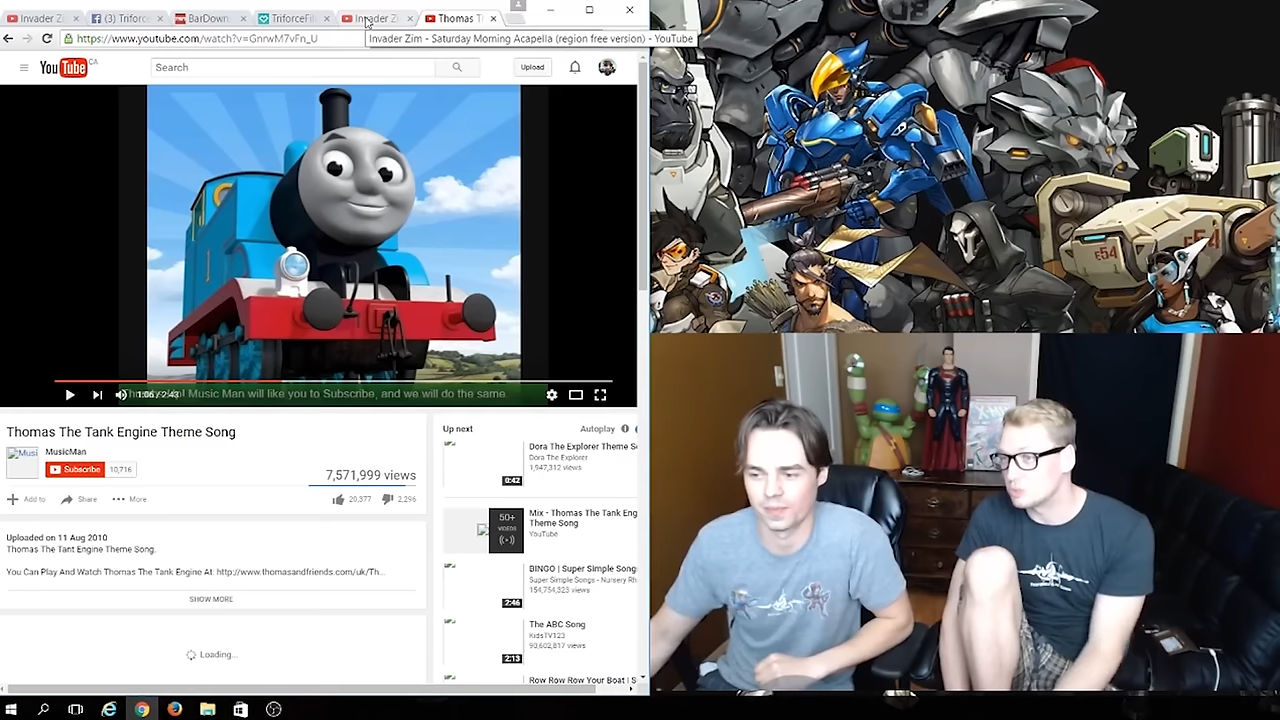 Invader Zi
(3) Triforce
BarDown
TriforceFil
Invader Zi
Thomas T
https://www.youtube.com/watch?v=GnrwM7vFn_U
Invader Zim - Saturday Morning Acapella (region free version) - YouTube
YouTube CA
Search
Upload
1:06 / 2:43
Music Man will like you to Subscribe, and we will do the same.
Thomas The Tank Engine Theme Song
MusicMan
Subscribe 10,716
7,571,999 views
Add to Share More
20,377 2,296
Uploaded on 11 Aug 2010
Thomas The Tant Engine Theme Song.
You Can Play And Watch Thomas The Tank Engine At: http://www.thomasandfriends.com/uk/Th...
SHOW MORE
Loading...
Up next
Autoplay
Dora The Explorer Theme S
Dora The Explorer
1,947,312 views
0:42
50+
VIDEOS
Mix - Thomas The Tank Eng
Theme Song
YouTube
BINGO | Super Simple Songs
Super Simple Songs - Nursery Rh
154,754,323 views
2:46
The ABC Song
KidsTV123
90,602,817 views
2:13
Row Row Row Your Boat | S
E54
E54